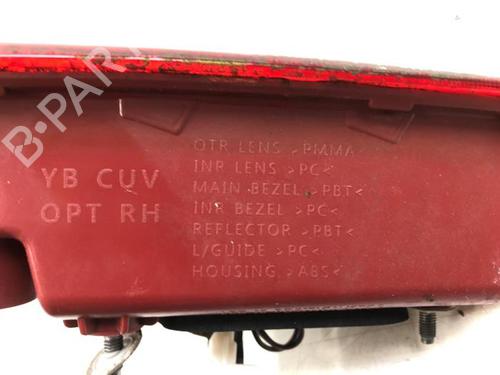 B-PARTS
YB CUV
OPT RH
OTR LENS >PMMA<
INR LENS >PC<
MAIN BEZEL >PBT<
INR BEZEL >PC<
REFLECTOR >PBT<
L/GUIDE >PC<
HOUSING >ABS<